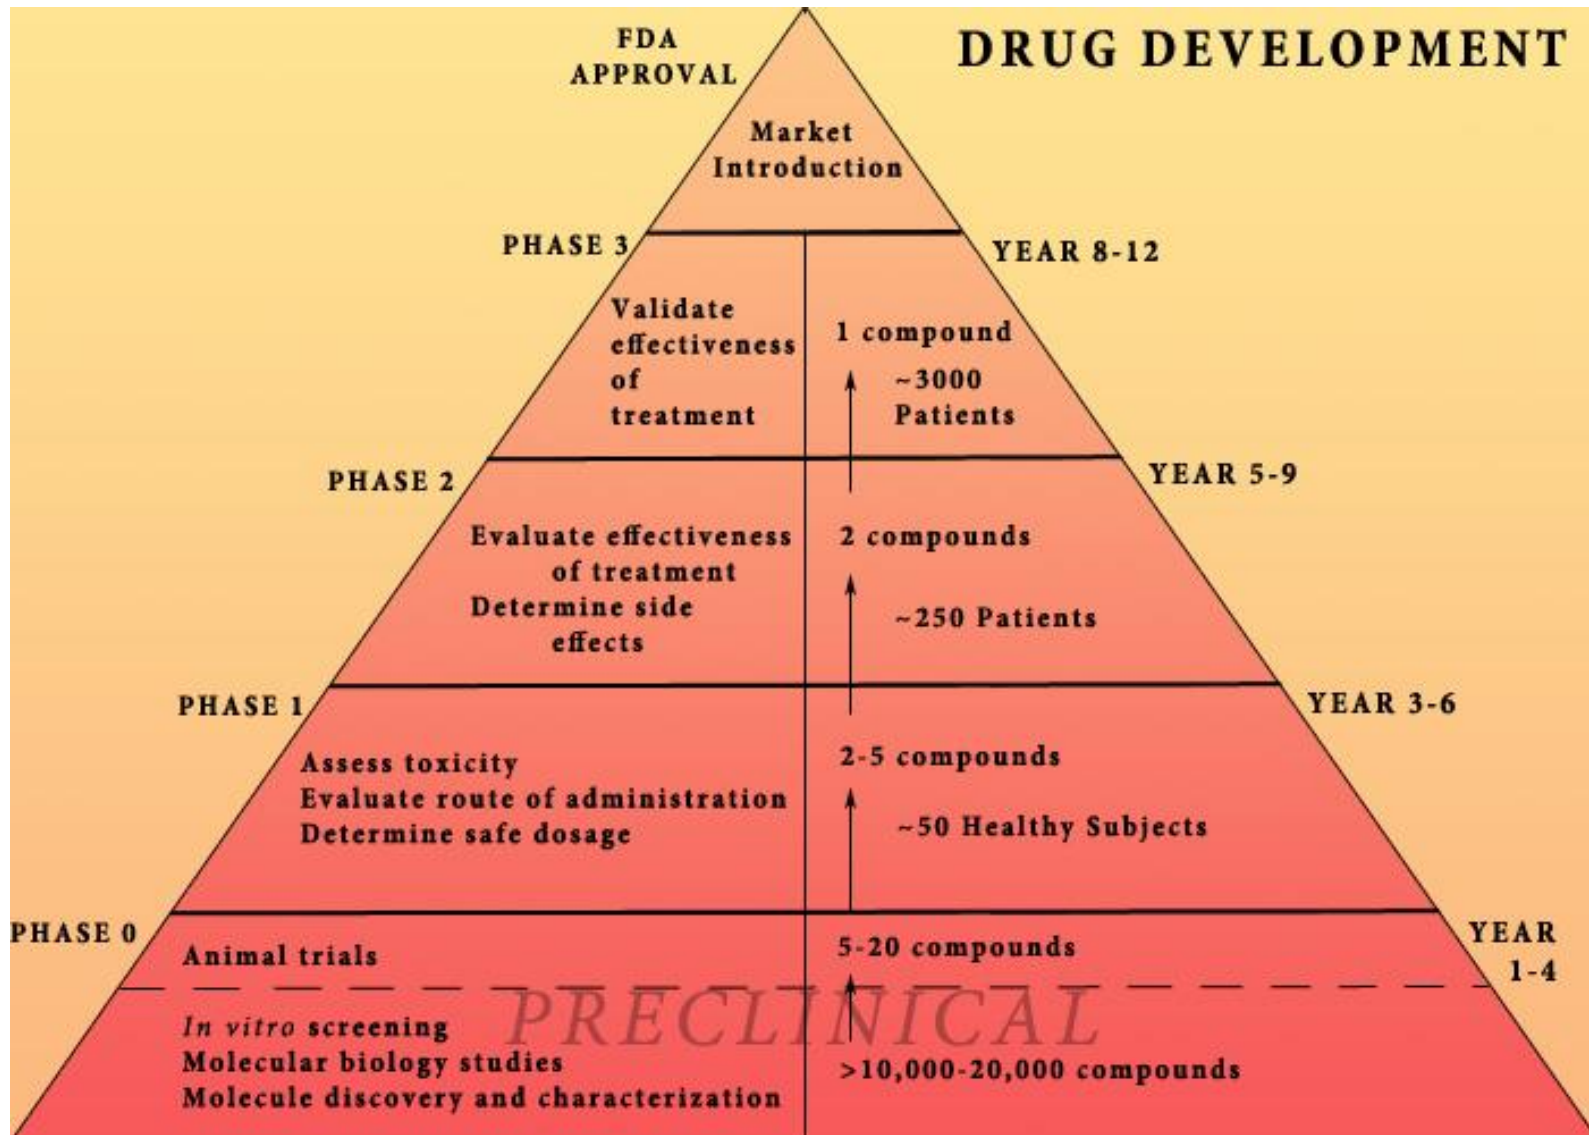 FDA
APPROVAL
DRUG DEVELOPMENT
Market
Introduction
PHASE 3
YEAR 8-12
Validate
effectiveness
of
treatment
1 compound
~3000
Patients
PHASE 2
YEAR 5-9
Evaluate effectiveness
of treatment
Determine side
effects
2 compounds
~250 Patients
PHASE 1
YEAR 3-6
Assess toxicity
Evaluate route of administration
Determine safe dosage
2-5 compounds
~50 Healthy Subjects
PHASE 0
YEAR
1-4
Animal trials
5-20 compounds
PRECLINICAL
In vitro screening
Molecular biology studies
Molecule discovery and characterization
>10,000-20,000 compounds